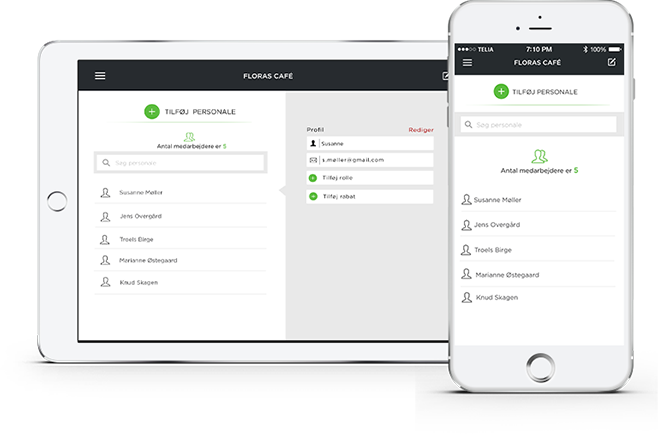 FLORAS CAFÉ
TILFØJ PERSONALE
Antal medarbejdere er 5
Søg personale
Susanne Møller
Jens Overgård
Troels Birge
Marianne Østegaard
Knud Skagen
Profil Rediger
Susanne
s.møller@gmail.com
Tilføj rolle
Tilføj rabat
TELIA 7:10 PM 100%
FLORAS CAFÉ
TILFØJ PERSONALE
Søg personale
Antal medarbejdere er 5
Susanne Møller
Jens Overgård
Troels Birge
Marianne Østegaard
Knud Skagen